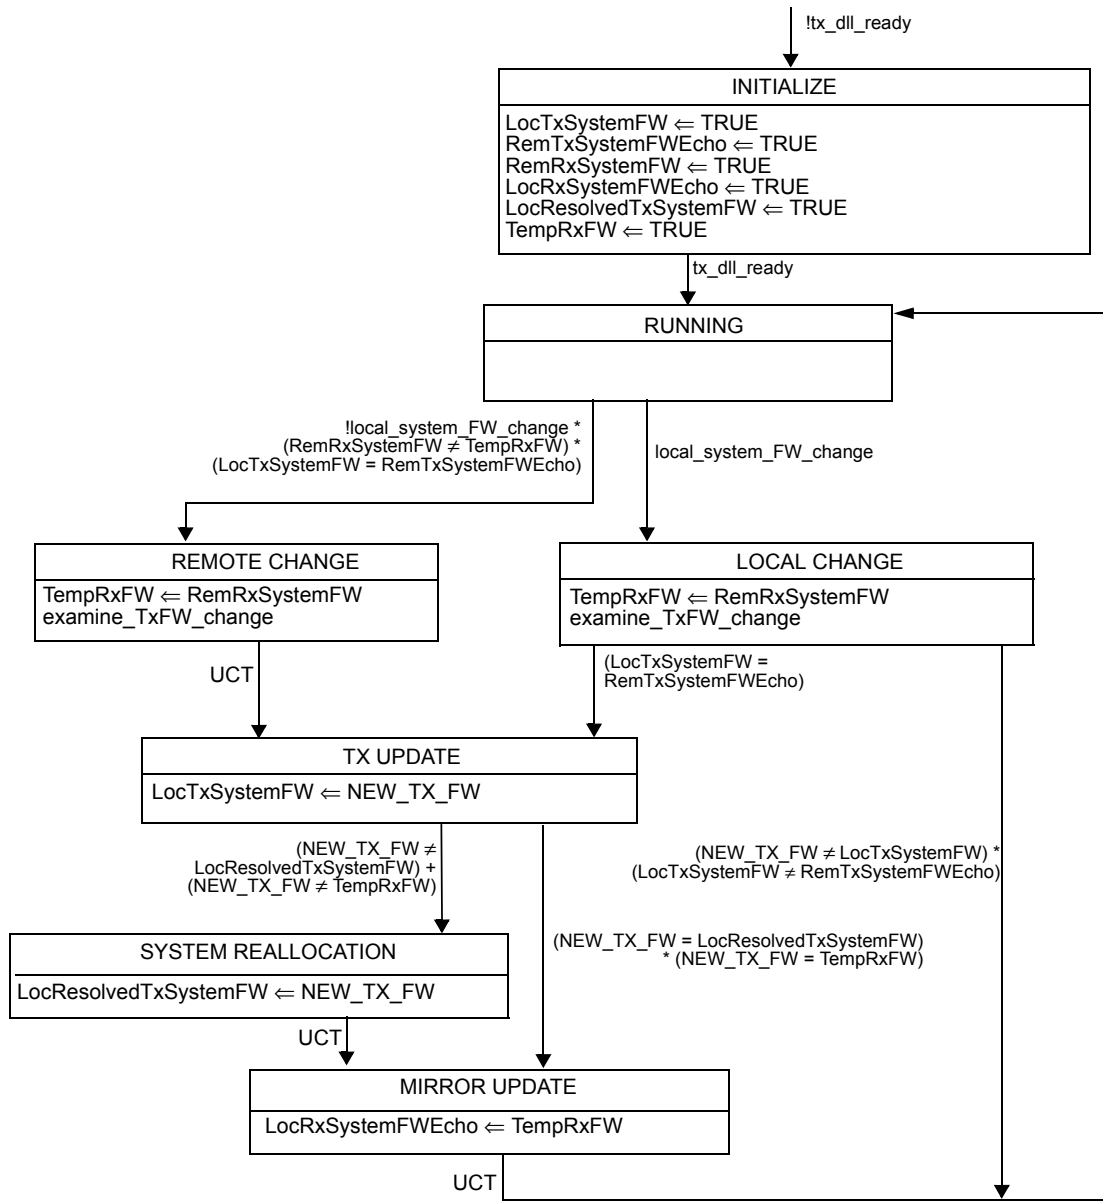 !tx_dll_ready
INITIALIZE
LocTxSystemFW ⇐ TRUE
RemTxSystemFWEcho ⇐ TRUE
RemRxSystemFW ⇐ TRUE
LocRxSystemFWEcho ⇐ TRUE
LocResolvedTxSystemFW ⇐ TRUE
TempRxFW ⇐ TRUE
tx_dll_ready
RUNNING
!local_system_FW_change *
(RemRxSystemFW ≠ TempRxFW) *
(LocTxSystemFW = RemTxSystemFWEcho)
local_system_FW_change
REMOTE CHANGE
TempRxFW ⇐ RemRxSystemFW
examine_TxFW_change
LOCAL CHANGE
TempRxFW ⇐ RemRxSystemFW
examine_TxFW_change
UCT
(LocTxSystemFW =
RemTxSystemFWEcho)
TX UPDATE
LocTxSystemFW ⇐ NEW_TX_FW
(NEW_TX_FW ≠
LocResolvedTxSystemFW) +
(NEW_TX_FW ≠ TempRxFW)
(NEW_TX_FW ≠ LocTxSystemFW) *
(LocTxSystemFW ≠ RemTxSystemFWEcho)
(NEW_TX_FW = LocResolvedTxSystemFW)
* (NEW_TX_FW = TempRxFW)
SYSTEM REALLOCATION
LocResolvedTxSystemFW ⇐ NEW_TX_FW
UCT
MIRROR UPDATE
LocRxSystemFWEcho ⇐ TempRxFW
UCT